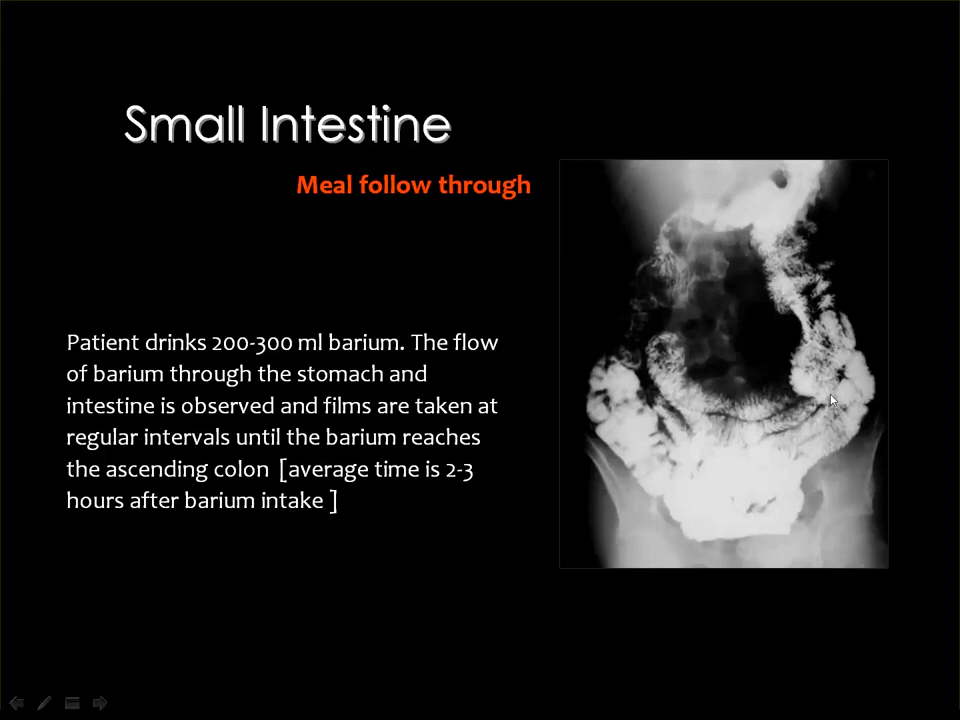 Small Intestine
Meal follow through
Patient drinks 200-300 ml barium. The flow
of barium through the stomach and
intestine is observed and films are taken at
regular intervals until the barium reaches
the ascending colon [average time is 2-3
hours after barium intake ]